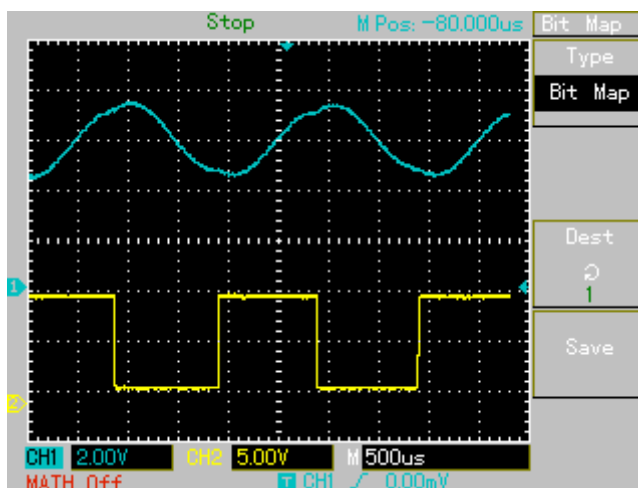 Stop M Pos: -80.000us Bit Map
Type
Bit Map
Dest
1
Save
1
2
CH1 2.00V CH2 5.00V M 500us
MATH Off T CH1 0.00mV